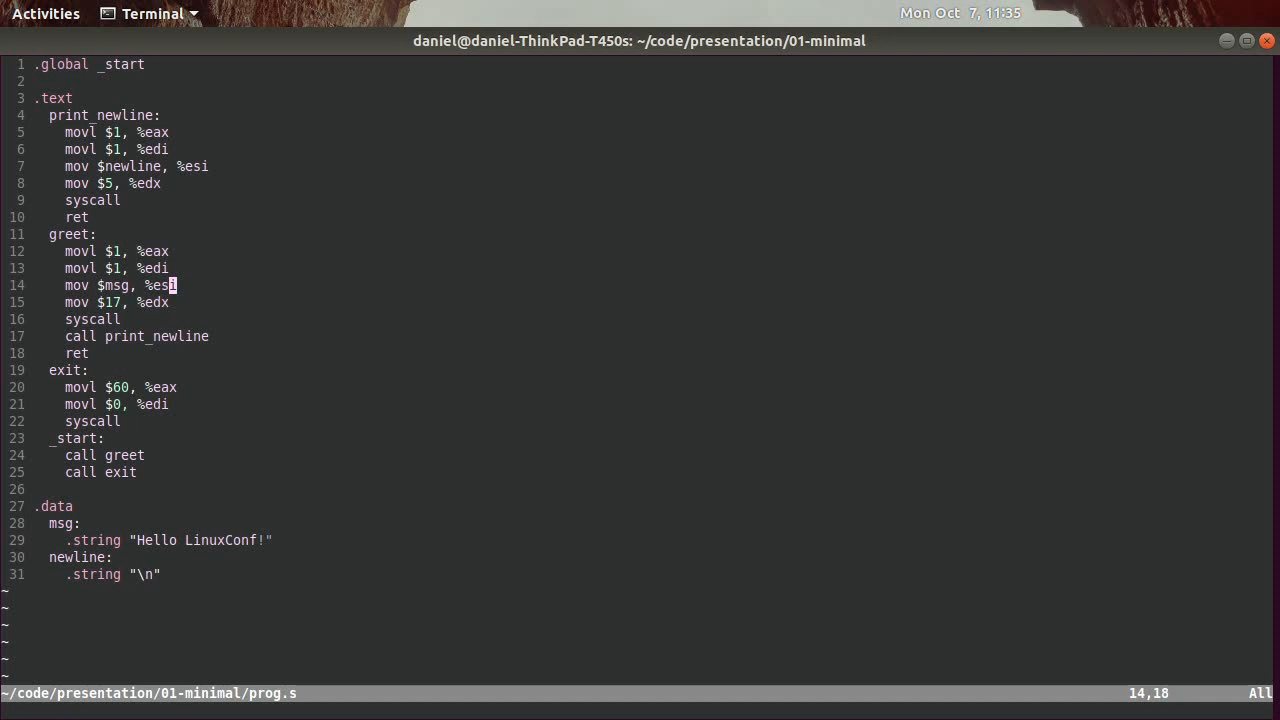 Activities Terminal Mon Oct 7, 11:35
daniel@daniel-ThinkPad-T450s: ~/code/presentation/01-minimal
1 .global _start
2
3 .text
4 print_newline:
5 movl $1, %eax
6 movl $1, %edi
7 mov $newline, %esi
8 mov $5, %edx
9 syscall
10 ret
11 greet:
12 movl $1, %eax
13 movl $1, %edi
14 mov $msg, %esi
15 mov $17, %edx
16 syscall
17 call print_newline
18 ret
19 exit:
20 movl $60, %eax
21 movl $0, %edi
22 syscall
23 _start:
24 call greet
25 call exit
26
27 .data
28 msg:
29 .string "Hello LinuxConf!"
30 newline:
31 .string "\n"
~
~
~
~
~
~
~/code/presentation/01-minimal/prog.s 14,18 All